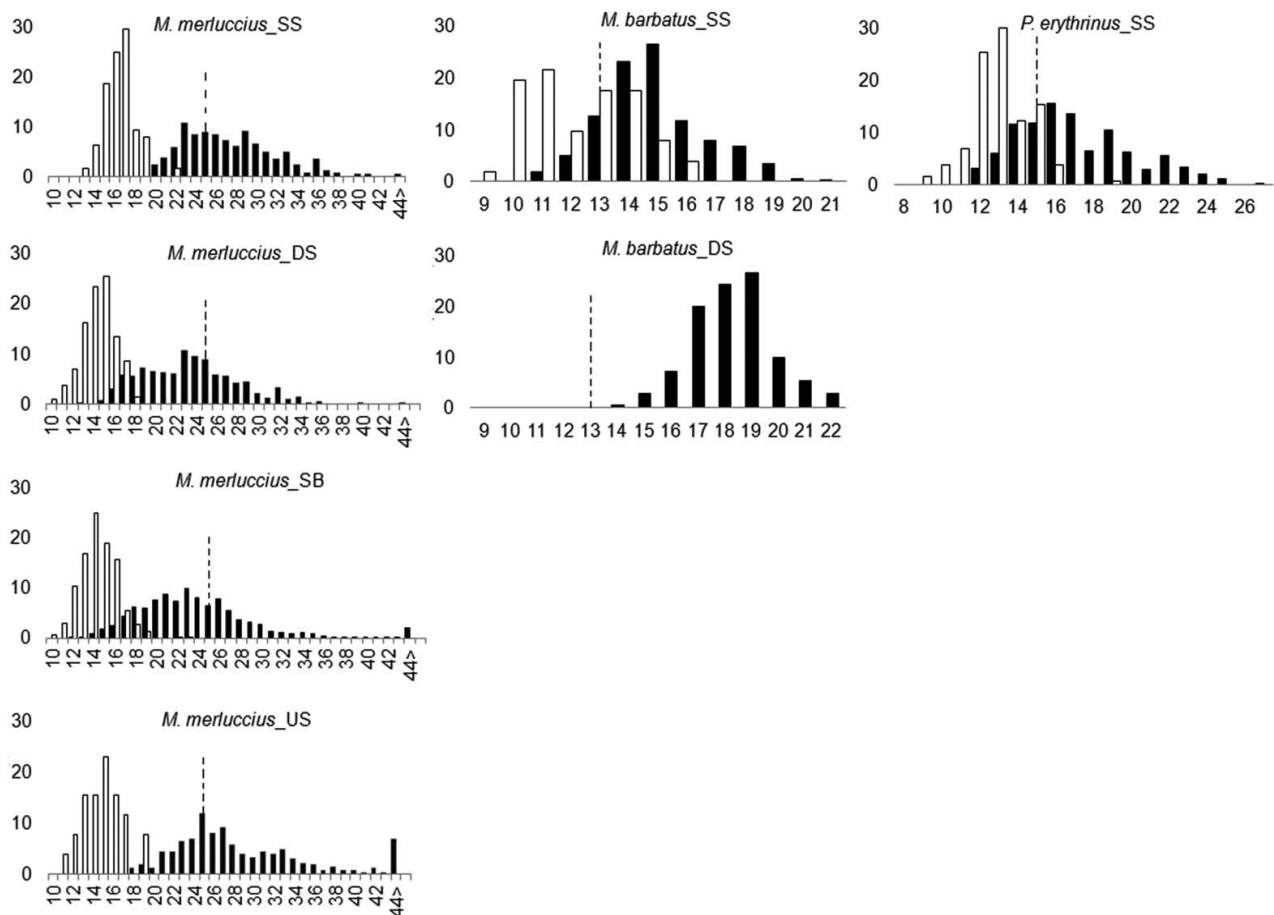 M. merluccius_SS
30
20
10
0
10 12 14 16 18 20 22 24 26 28 30 32 34 36 38 40 42 44>
M. barbatus_SS
30
20
10
0
9 10 11 12 13 14 15 16 17 18 19 20 21
P. erythrinus_SS
30
20
10
0
8 10 12 14 16 18 20 22 24 26
M. merluccius_DS
30
20
10
0
10 12 14 16 18 20 22 24 26 28 30 32 34 36 38 40 42 44>
M. barbatus_DS
30
20
10
0
9 10 11 12 13 14 15 16 17 18 19 20 21 22
M. merluccius_SB
30
20
10
0
10 12 14 16 18 20 22 24 26 28 30 32 34 36 38 40 42 44>
M. merluccius_US
30
20
10
0
10 12 14 16 18 20 22 24 26 28 30 32 34 36 38 40 42 44>